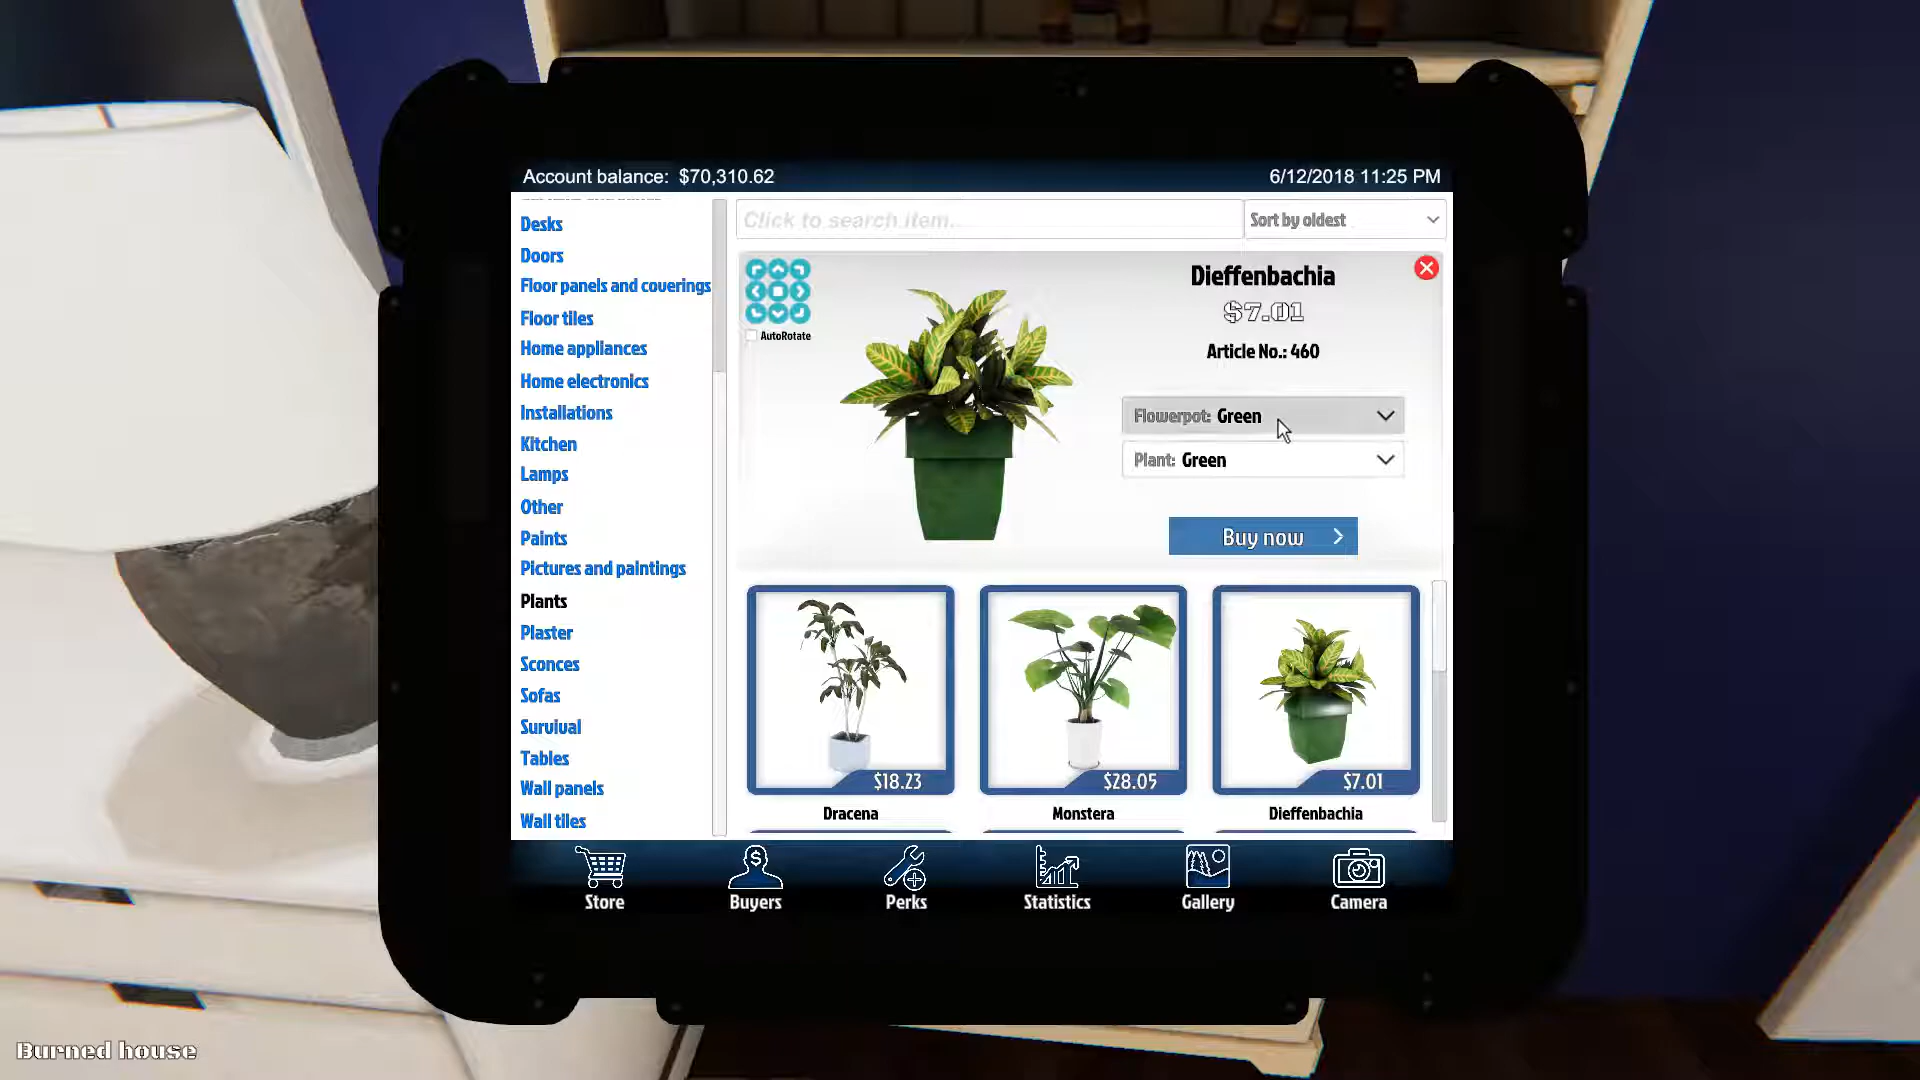 Account balance: $70,310.62
6/12/2018 11:25 PM
Desks
Doors
Floor panels and coverings
Floor tiles
Home appliances
Home electronics
Installations
Kitchen
Lamps
Other
Paints
Pictures and paintings
Plants
Plaster
Sconces
Sofas
Survival
Tables
Wall panels
Wall tiles
Click to search item...
Sort by oldest
AutoRotate
Dieffenbachia
$7.01
Article No.: 460
Flowerpot: Green
Plant: Green
Buy now
$18.23
$28.05
$7.01
Dracena
Monstera
Dieffenbachia
Store
Buyers
Perks
Statistics
Gallery
Camera
Burned house